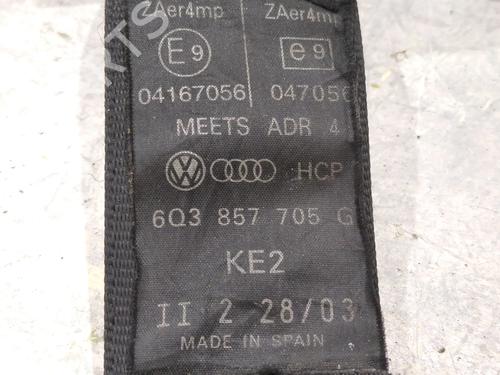 ZAer4mp ZAer4mp
E9 e9
04167056 047056
MEETS ADR 4
HCP
6Q3 857 705 G
KE2
II 2 28/03
MADE IN SPAIN